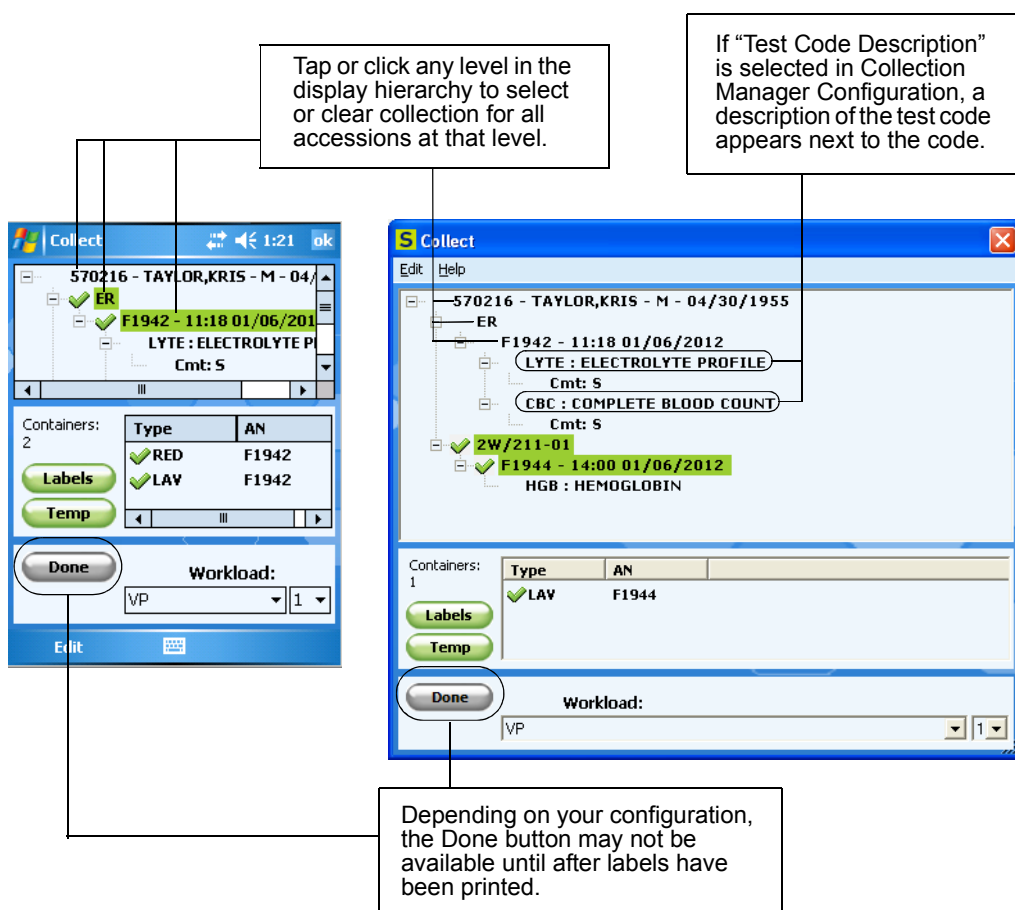 Tap or click any level in the
display hierarchy to select
or clear collection for all
accessions at that level.
If “Test Code Description”
is selected in Collection
Manager Configuration, a
description of the test code
appears next to the code.
Collect 1:21 ok
570216 - TAYLOR,KRIS - M - 04/
ER
F1942 - 11:18 01/06/201
LYTE : ELECTROLYTE P
Cmt: S
Containers:
2
Type AN
RED F1942
LAV F1942
Labels
Temp
Done
Workload:
VP 1
Edit
S Collect
Edit Help
570216 - TAYLOR,KRIS - M - 04/30/1955
ER
F1942 - 11:18 01/06/2012
LYTE : ELECTROLYTE PROFILE
Cmt: S
CBC : COMPLETE BLOOD COUNT
Cmt: S
2W/211-01
F1944 - 14:00 01/06/2012
HGB : HEMOGLOBIN
Containers:
1
Type AN
LAV F1944
Labels
Temp
Done
Workload:
VP 1
Depending on your configuration,
the Done button may not be
available until after labels have
been printed.